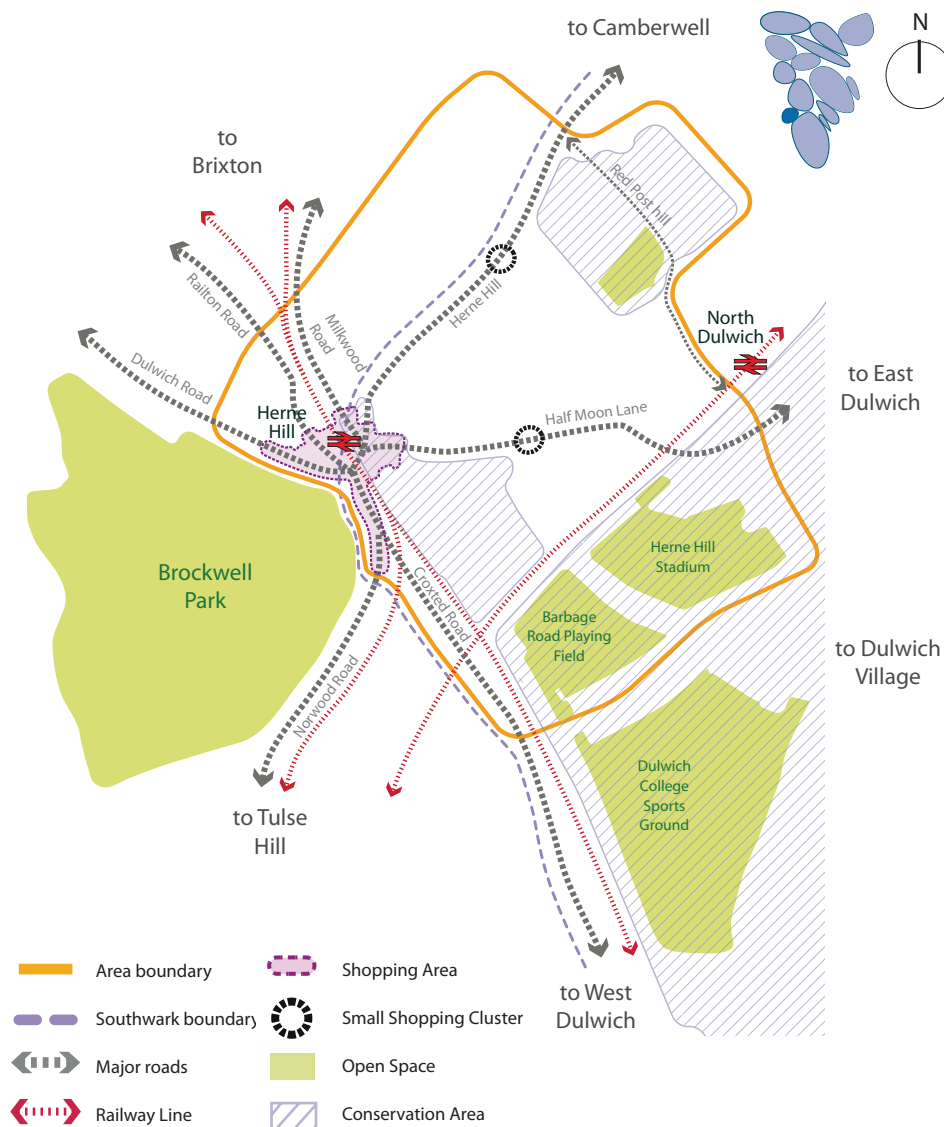 to Camberwell
N
to
Brixton
Red Post hill
Railton Road
Milkwood
Road
Herne Hill
North
Dulwich
Dulwich Road
to East
Dulwich
Herne
Hill
Half Moon Lane
Herne Hill
Stadium
Brockwell
Park
Croxted Road
Barbage
Road Playing
Field
to Dulwich
Village
Norwood Road
Dulwich
College
Sports
Ground
to Tulse
Hill
to West
Dulwich
Area boundary
Shopping Area
Southwark boundary
Small Shopping Cluster
Major roads
Open Space
Railway Line
Conservation Area